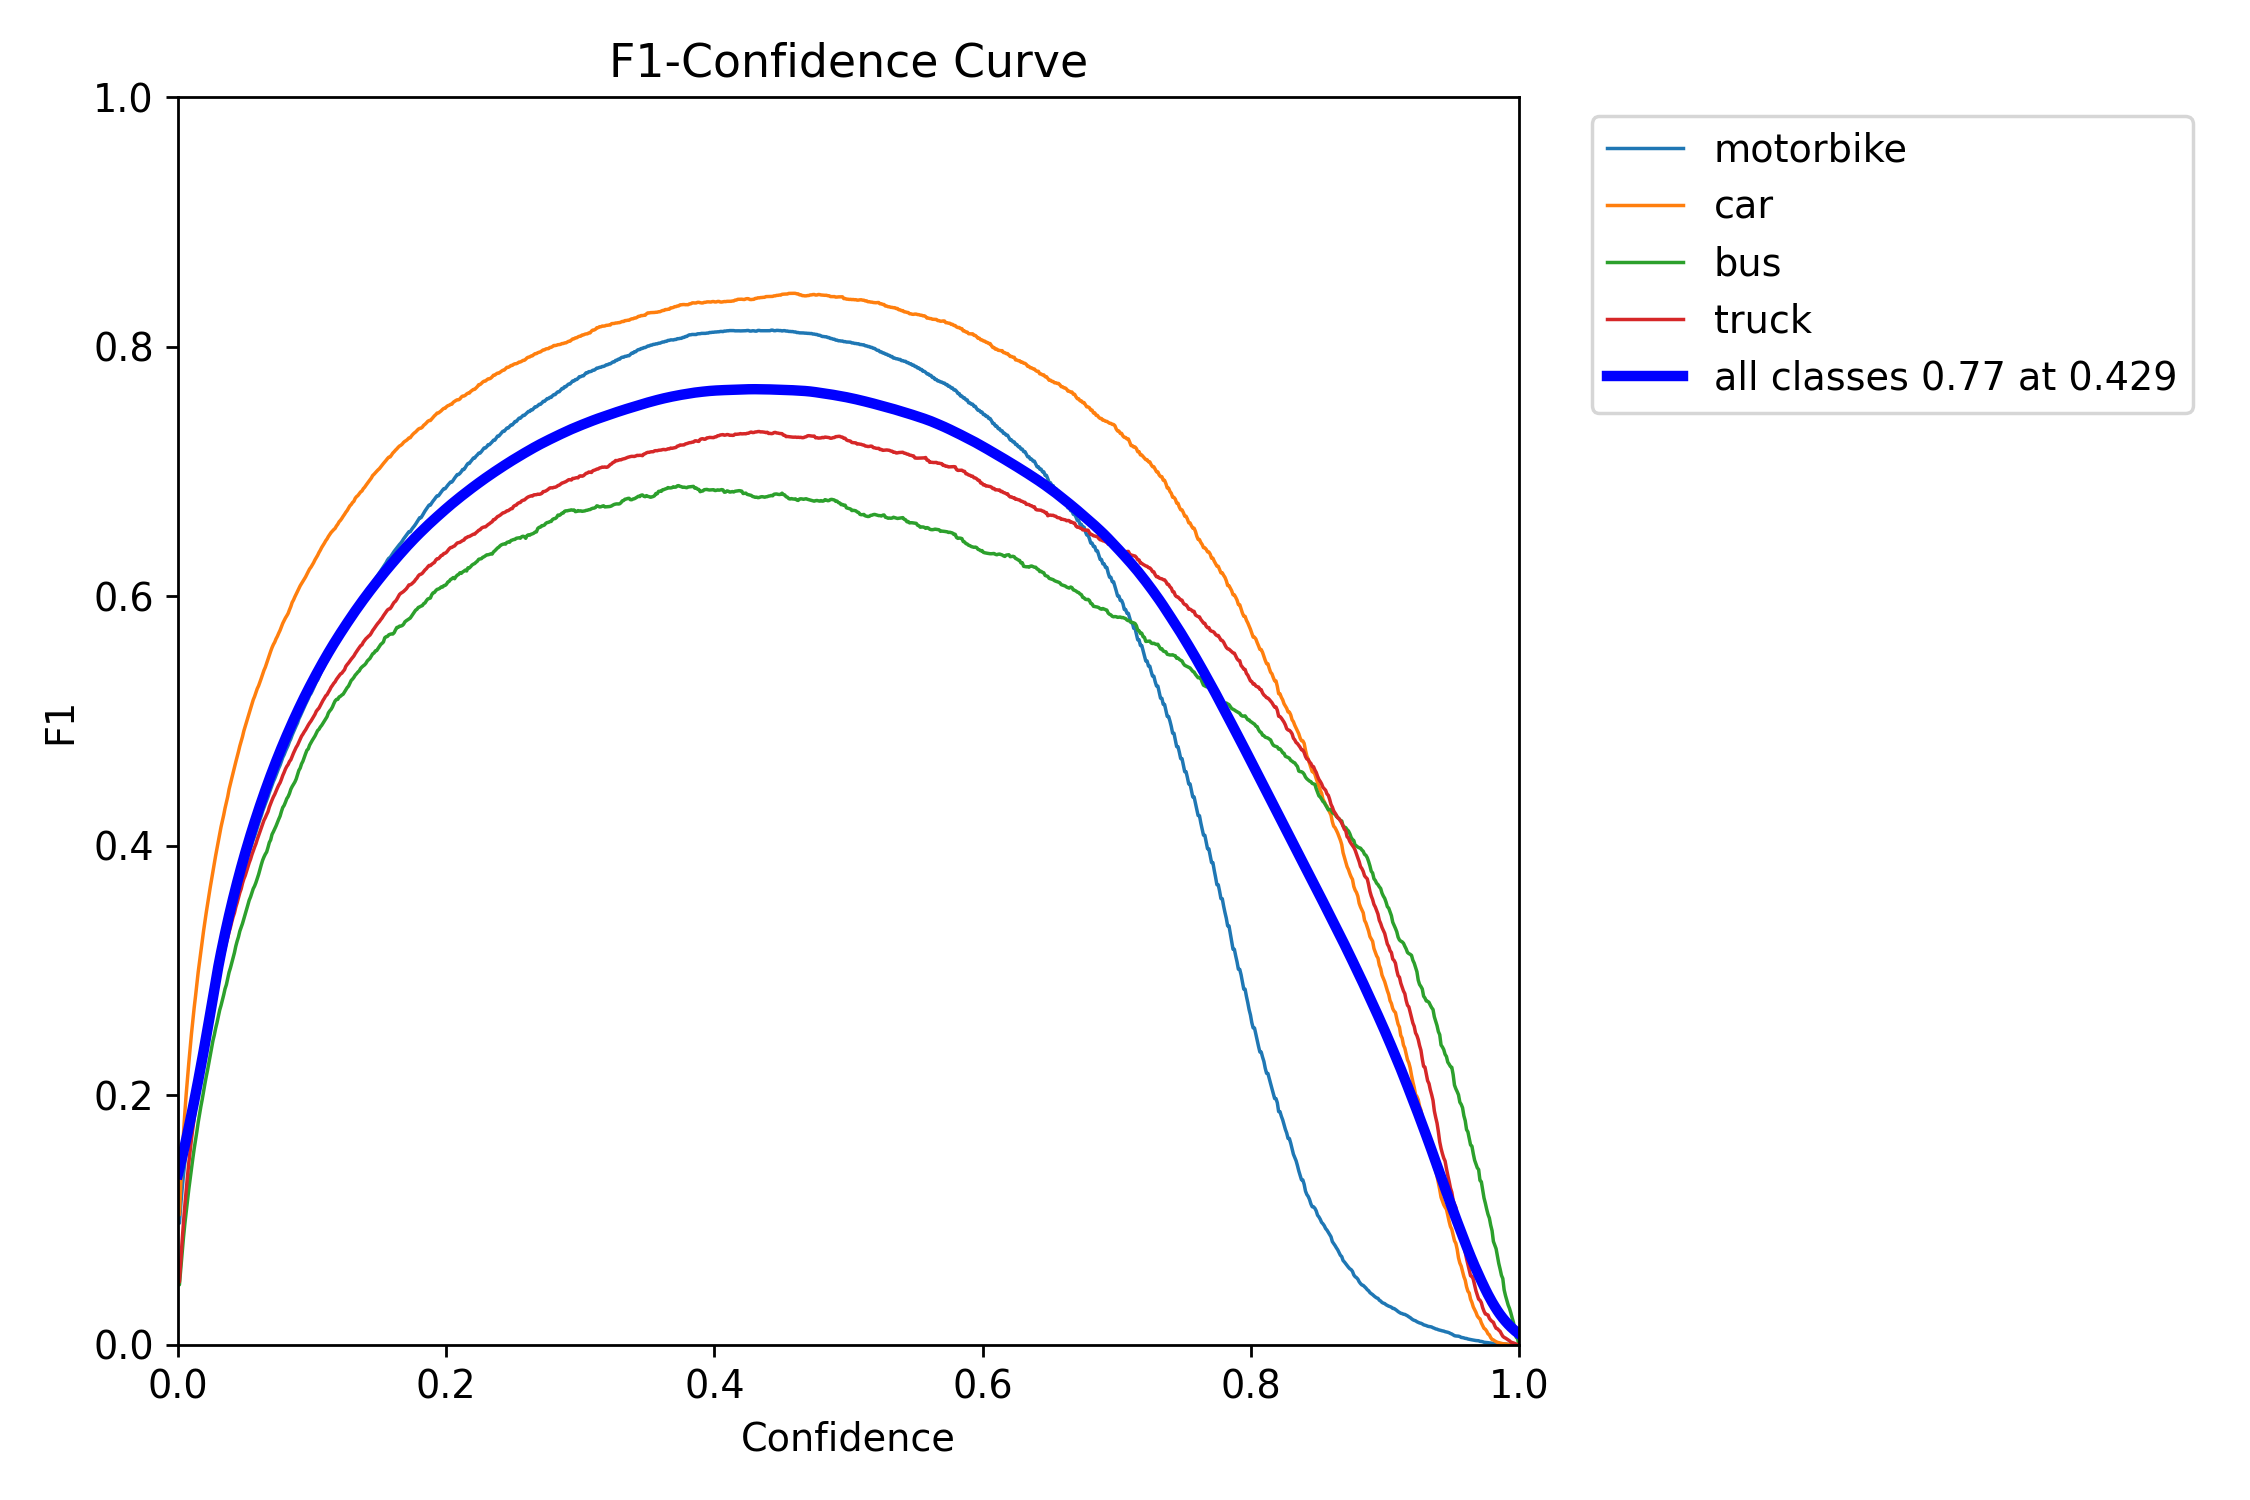 F1-Confidence Curve
1.0
0.8
0.6
0.4
0.2
0.0
F1
0.0 0.2 0.4 0.6 0.8 1.0
Confidence
motorbike
car
bus
truck
all classes 0.77 at 0.429